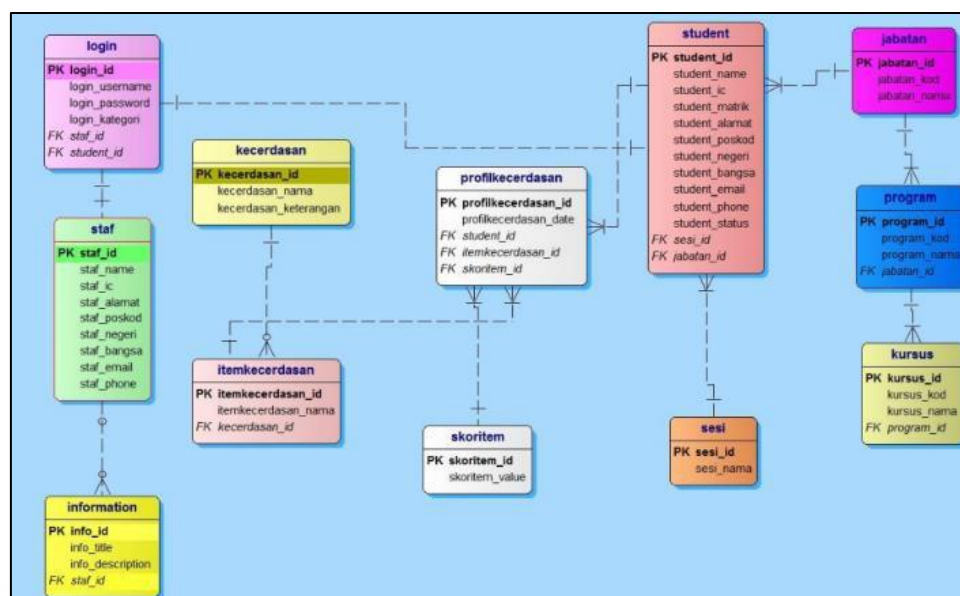 login
PK login_id
login_username
login_password
login_kategori
FK staf_id
FK student_id
staf
PK staf_id
staf_name
staf_ic
staf_alamat
staf_poskod
staf_negeri
staf_bangsa
staf_email
staf_phone
information
PK info_id
info_title
info_description
FK staf_id
kecerdasan
PK kecerdasan_id
kecerdasan_nama
kecerdasan_keterangan
itemkecerdasan
PK itemkecerdasan_id
itemkecerdasan_nama
FK kecerdasan_id
profilkecerdasan
PK profilkecerdasan_id
profilkecerdasan_date
FK student_id
FK itemkecerdasan_id
FK skoritem_id
skoritem
PK skoritem_id
skoritem_value
student
PK student_id
student_name
student_ic
student_matrik
student_alamat
student_poskod
student_negeri
student_bangsa
student_email
student_phone
student_status
FK sesi_id
FK jabatan_id
sesi
PK sesi_id
sesi_nama
jabatan
PK jabatan_id
jabatan_kod
jabatan_nama
program
PK program_id
program_kod
program_nama
FK jabatan_id
kursus
PK kursus_id
kursus_kod
kursus_nama
FK program_id